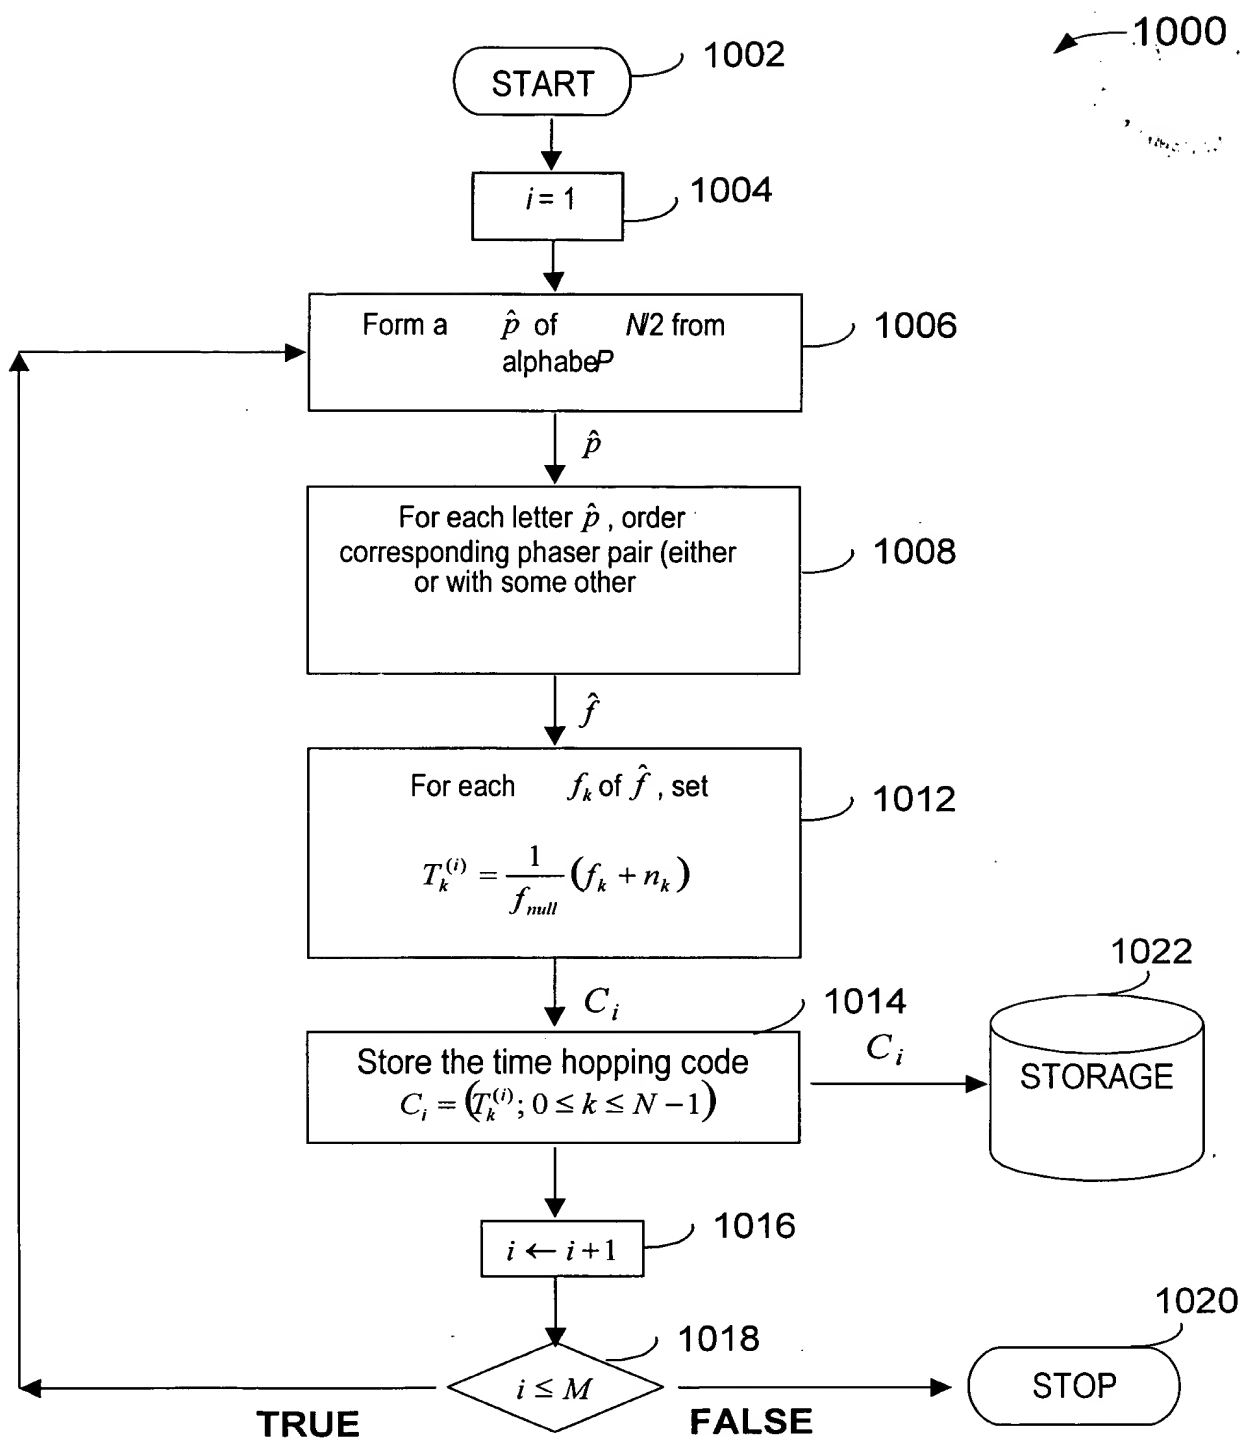 1000
START
1002
i = 1
1004
Form a p̂ of N/2 from
alphabeP
1006
p̂
For each letter p̂ , order
corresponding phaser pair (either
or with some other
1008
f̂
For each f_k of f̂ , set
T_k^(i) = 1/f_null (f_k + n_k)
1012
C_i
1014
Store the time hopping code
C_i = (T_k^(i); 0 ≤ k ≤ N − 1)
C_i
1022
STORAGE
i ← i+1
1016
i ≤ M
1018
TRUE
FALSE
STOP
1020